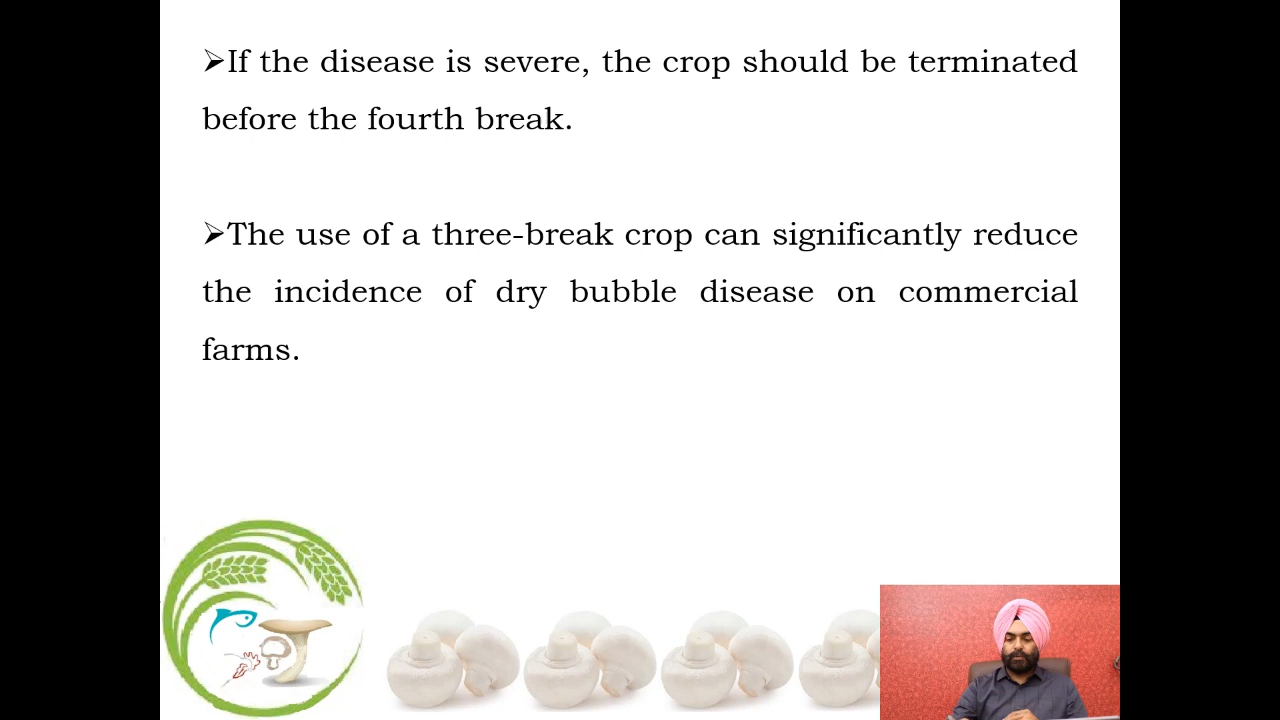 ➢If the disease is severe, the crop should be terminated
before the fourth break.
➢The use of a three-break crop can significantly reduce
the incidence of dry bubble disease on commercial
farms.